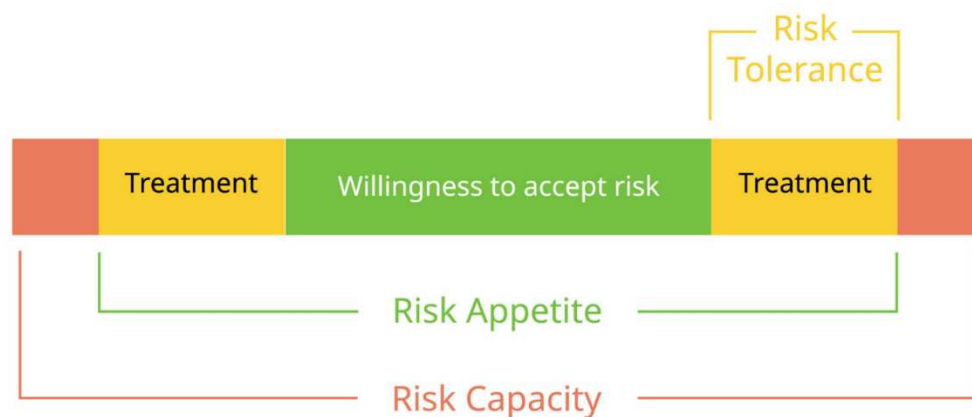 Risk
Tolerance
Treatment
Willingness to accept risk
Treatment
Risk Appetite
Risk Capacity